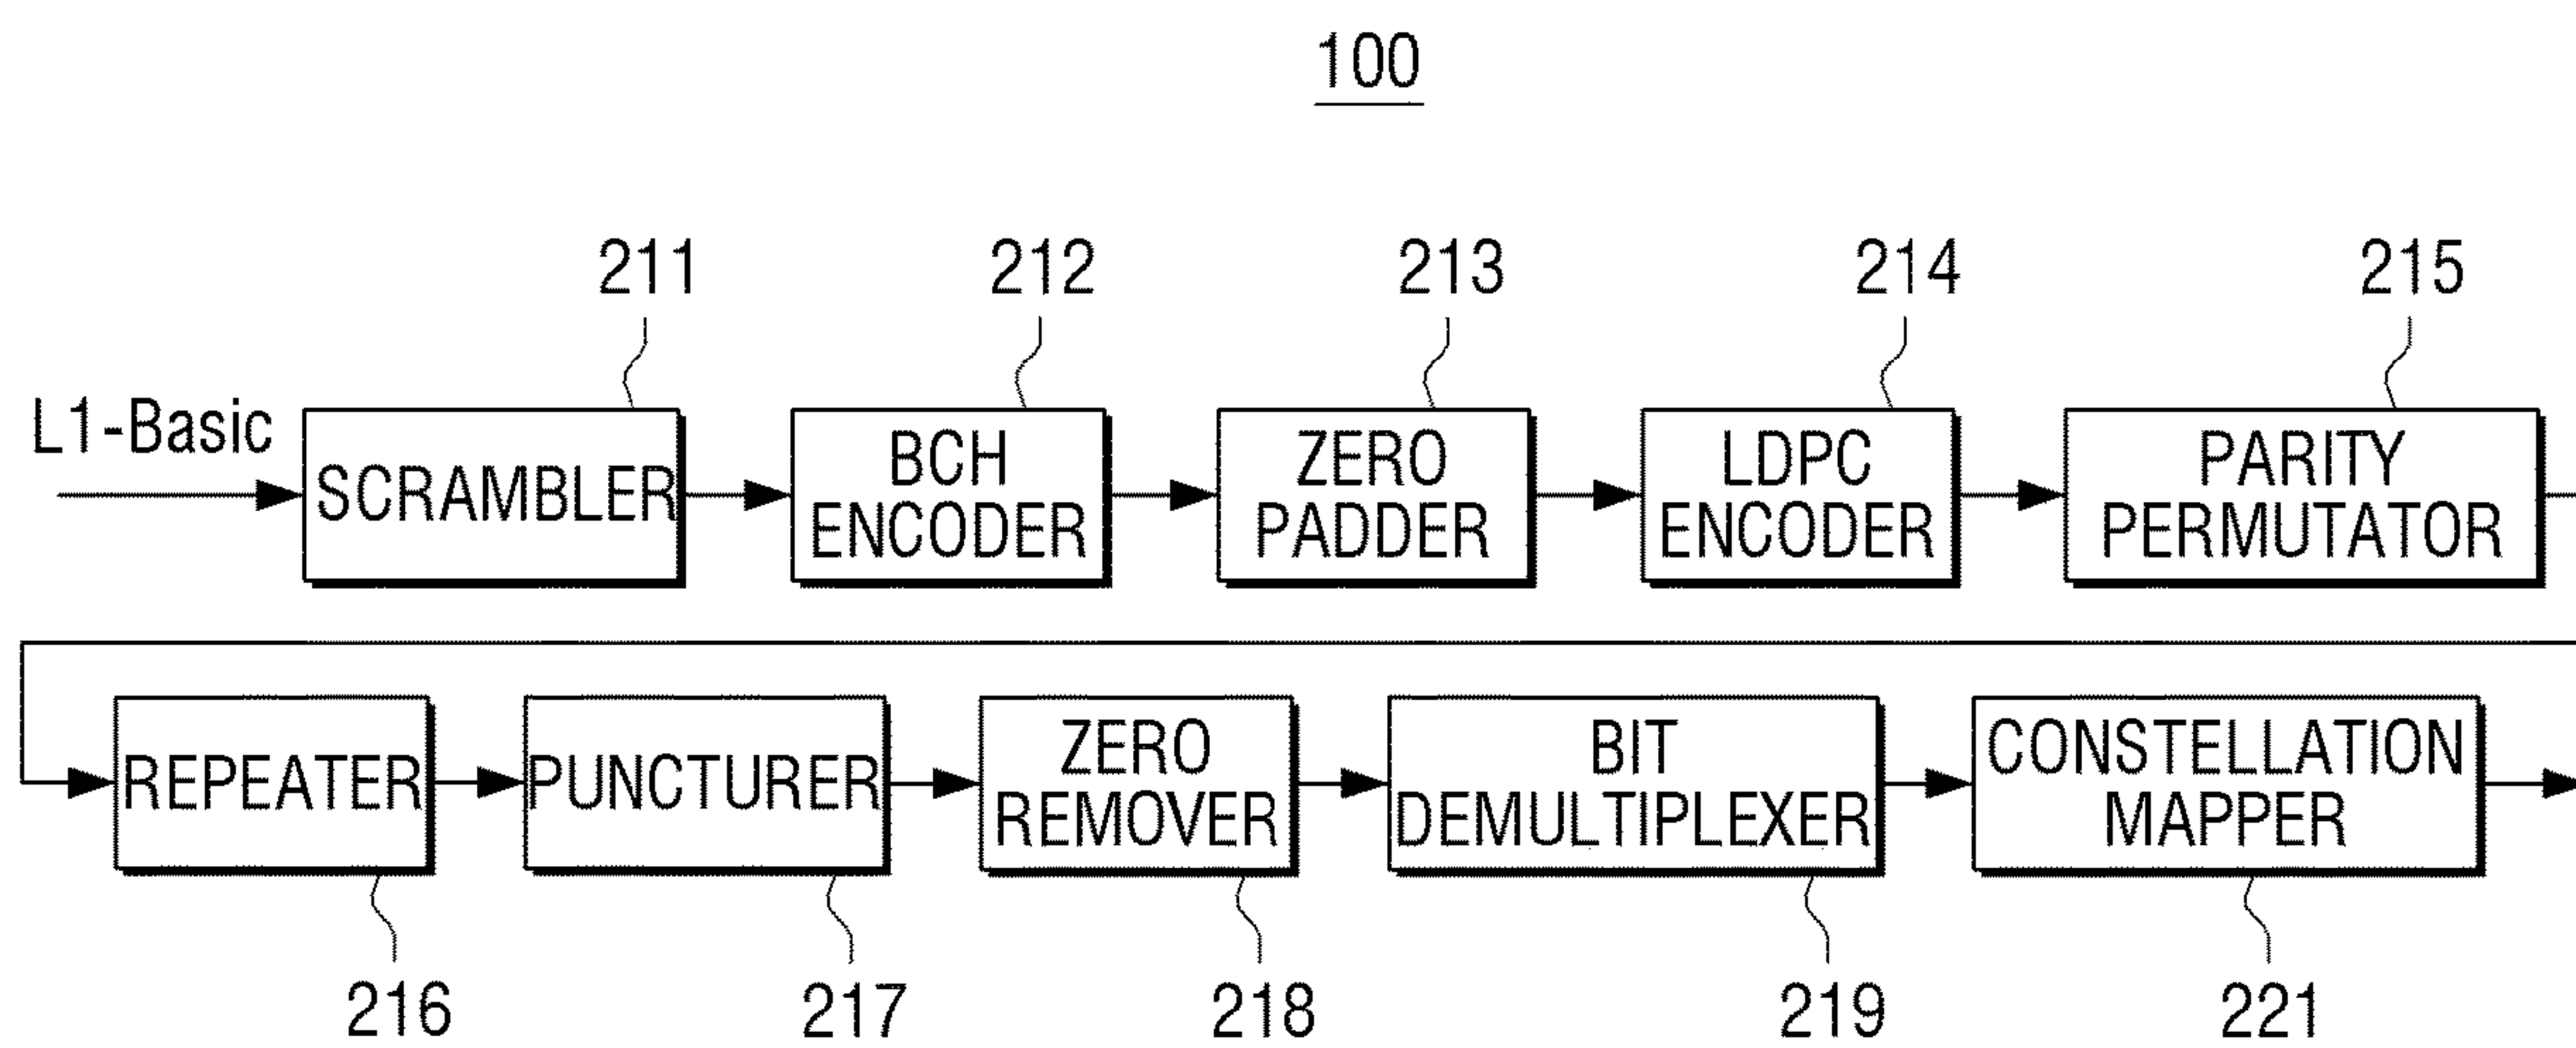 100
211
212
213
214
215
L1-Basic
SCRAMBLER
BCH
ENCODER
ZERO
PADDER
LDPC
ENCODER
PARITY
PERMUTATOR
REPEATER
PUNCTURER
ZERO
REMOVER
BIT
DEMULTIPLEXER
CONSTELLATION
MAPPER
216
217
218
219
221